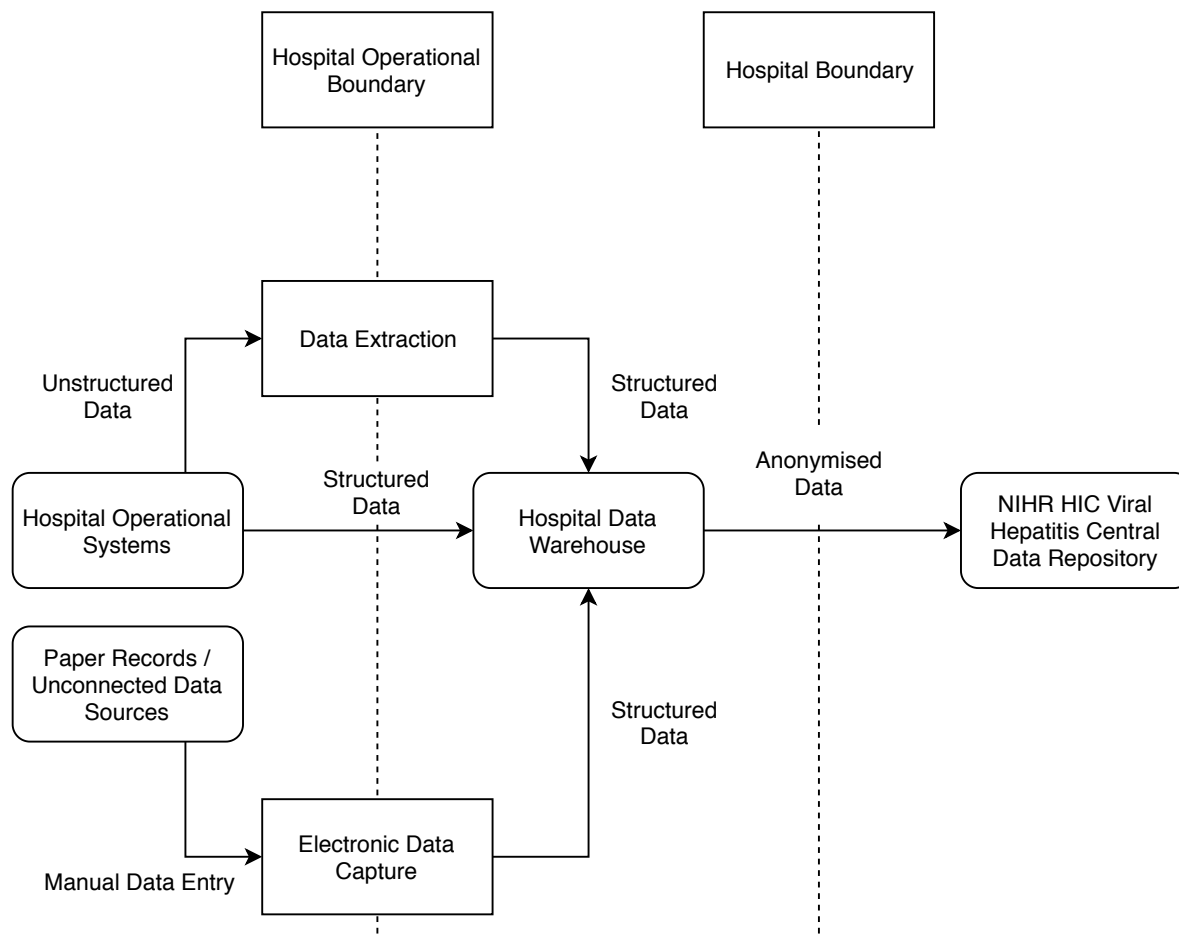 Hospital Operational
Boundary
Hospital Boundary
Data Extraction
Unstructured
Data
Structured
Data
Structured
Data
Anonymised
Data
Hospital Operational
Systems
Hospital Data
Warehouse
NIHR HIC Viral
Hepatitis Central
Data Repository
Paper Records /
Unconnected Data
Sources
Structured
Data
Electronic Data
Capture
Manual Data Entry